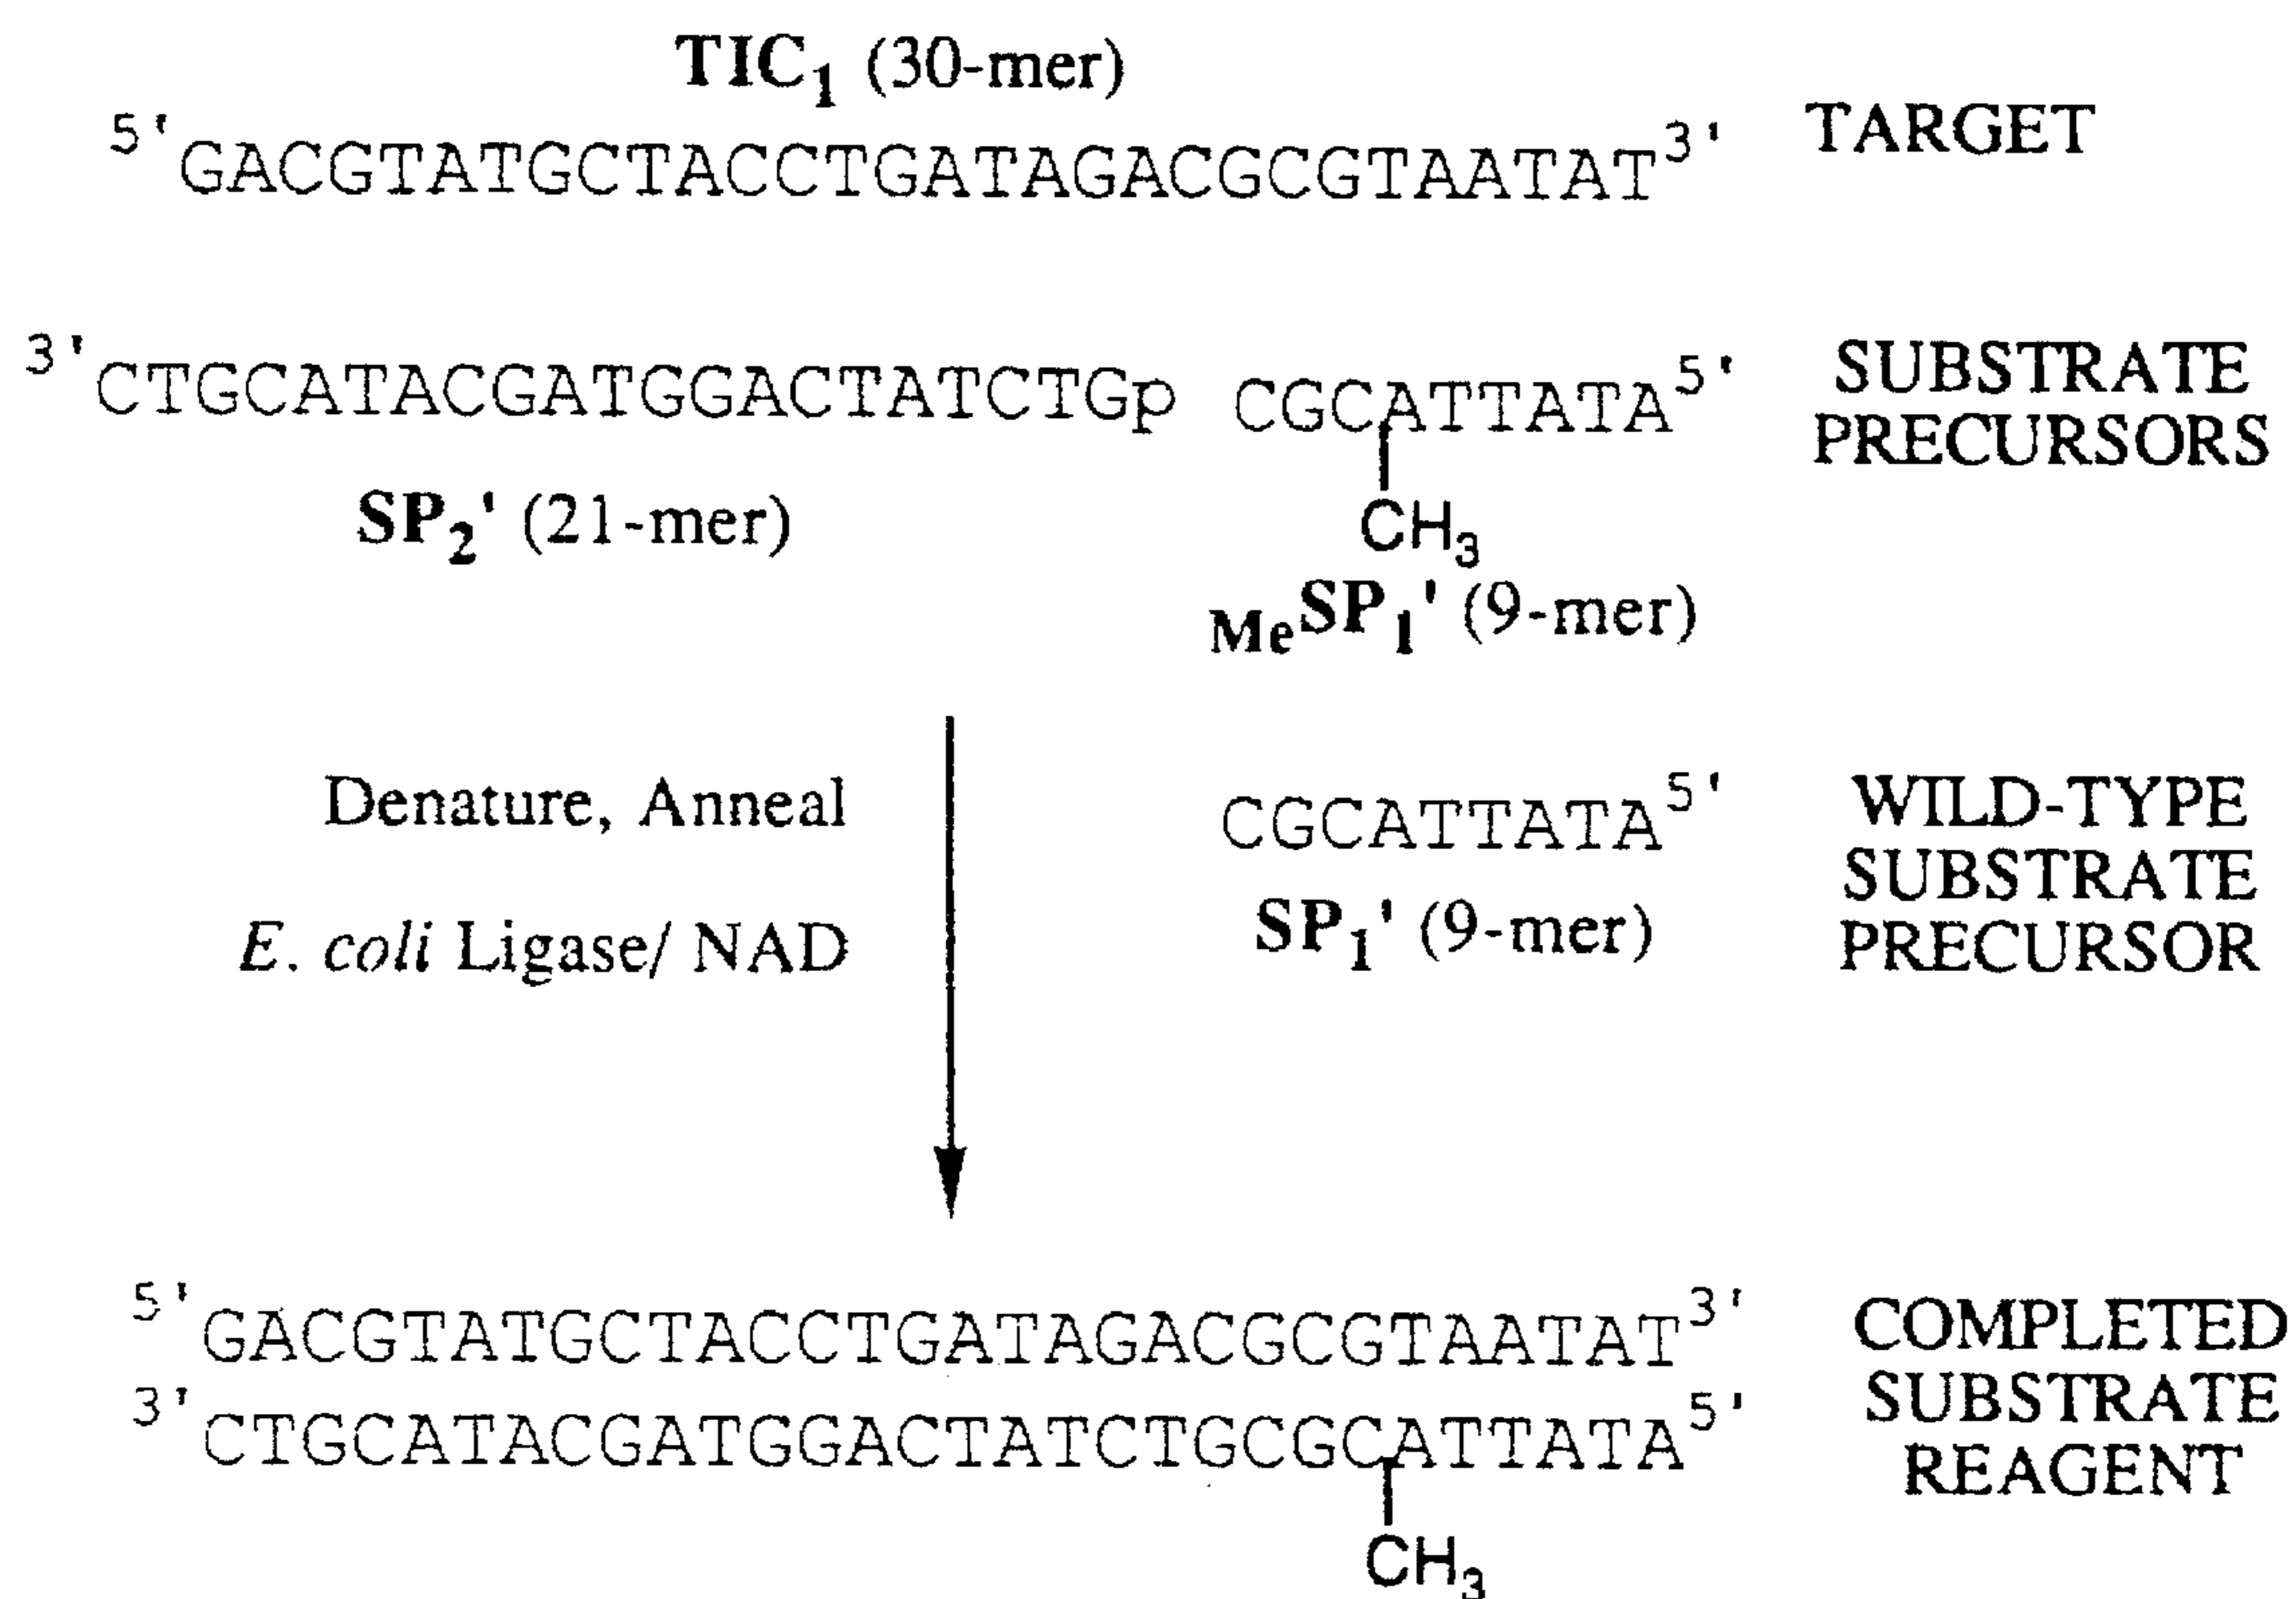 TIC1 (30-mer)
5'GACGTATGCTACCTGATAGACGCGTAATAT3' TARGET
3'CTGCATACGATGGACTATCTGp CGCATTATA5' SUBSTRATE
PRECURSORS
CH3
SP2' (21-mer)
MeSP1' (9-mer)
Denature, Anneal
E. coli Ligase/ NAD
CGCATTATA5'
SP1' (9-mer)
WILD-TYPE
SUBSTRATE
PRECURSOR
5'GACGTATGCTACCTGATAGACGCGTAATAT3'
3'CTGCATACGATGGACTATCTGCGCATTATA5'
CH3
COMPLETED
SUBSTRATE
REAGENT